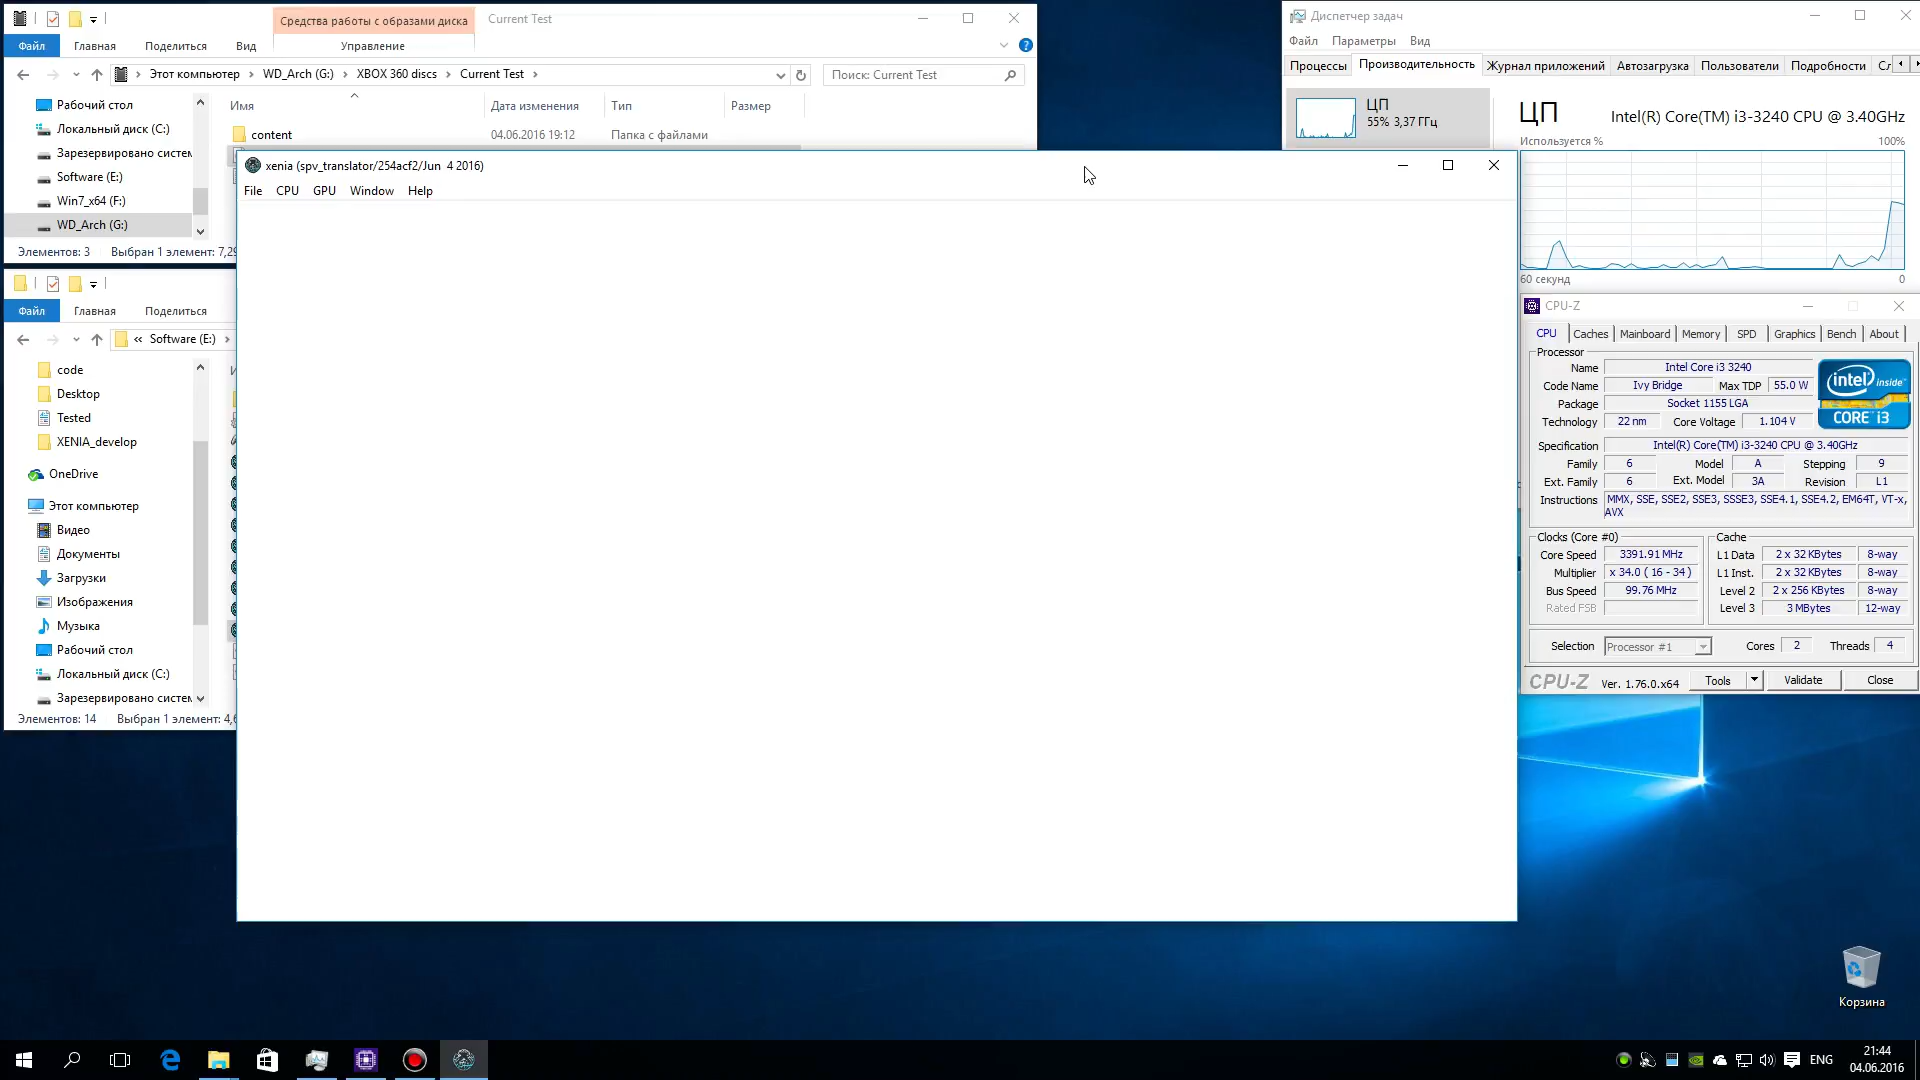 Средства работы с образами диска
Current Test
Файл
Главная
Поделиться
Вид
Управление
Этот компьютер
WD_Arch (G:)
XBOX 360 discs
Current Test
Поиск: Current Test
Рабочий стол
Локальный диск (C:)
Зарезервировано систем
Software (E:)
Win7_x64 (F:)
WD_Arch (G:)
Имя
Дата изменения
Тип
Размер
content
04.06.2016 19:12
Папка с файлами
Элементов: 3
Выбран 1 элемент: 7,29
Файл
Главная
Поделиться
« Software (E:)
code
Desktop
Tested
XENIA_develop
OneDrive
Этот компьютер
Видео
Документы
Загрузки
Изображения
Музыка
Рабочий стол
Локальный диск (C:)
Зарезервировано систем
Элементов: 14
Выбран 1 элемент: 4,6
xenia (spv_translator/254acf2/Jun 4 2016)
File
CPU
GPU
Window
Help
Диспетчер задач
Файл
Параметры
Вид
Процессы
Производительность
Журнал приложений
Автозагрузка
Пользователи
Подробности
ЦП
55% 3,37 ГГц
ЦП
Intel(R) Core(TM) i3-3240 CPU @ 3.40GHz
Используется %
100%
60 секунд
0
CPU-Z
CPU
Caches
Mainboard
Memory
SPD
Graphics
Bench
About
Processor
Name
Intel Core i3 3240
Code Name
Ivy Bridge
Max TDP
55.0 W
Package
Socket 1155 LGA
Technology
22 nm
Core Voltage
1.104 V
intel inside
CORE i3
Specification
Intel(R) Core(TM) i3-3240 CPU @ 3.40GHz
Family
6
Model
A
Stepping
9
Ext. Family
6
Ext. Model
3A
Revision
L1
Instructions
MMX, SSE, SSE2, SSE3, SSSE3, SSE4.1, SSE4.2, EM64T, VT-x,
AVX
Clocks (Core #0)
Core Speed
3391.91 MHz
Multiplier
x 34.0 ( 16 - 34 )
Bus Speed
99.76 MHz
Rated FSB
Cache
L1 Data
2 x 32 KBytes
8-way
L1 Inst.
2 x 32 KBytes
8-way
Level 2
2 x 256 KBytes
8-way
Level 3
3 MBytes
12-way
Selection
Processor #1
Cores
2
Threads
4
CPU-Z
Ver. 1.76.0.x64
Tools
Validate
Close
Корзина
ENG
21:44
04.06.2016